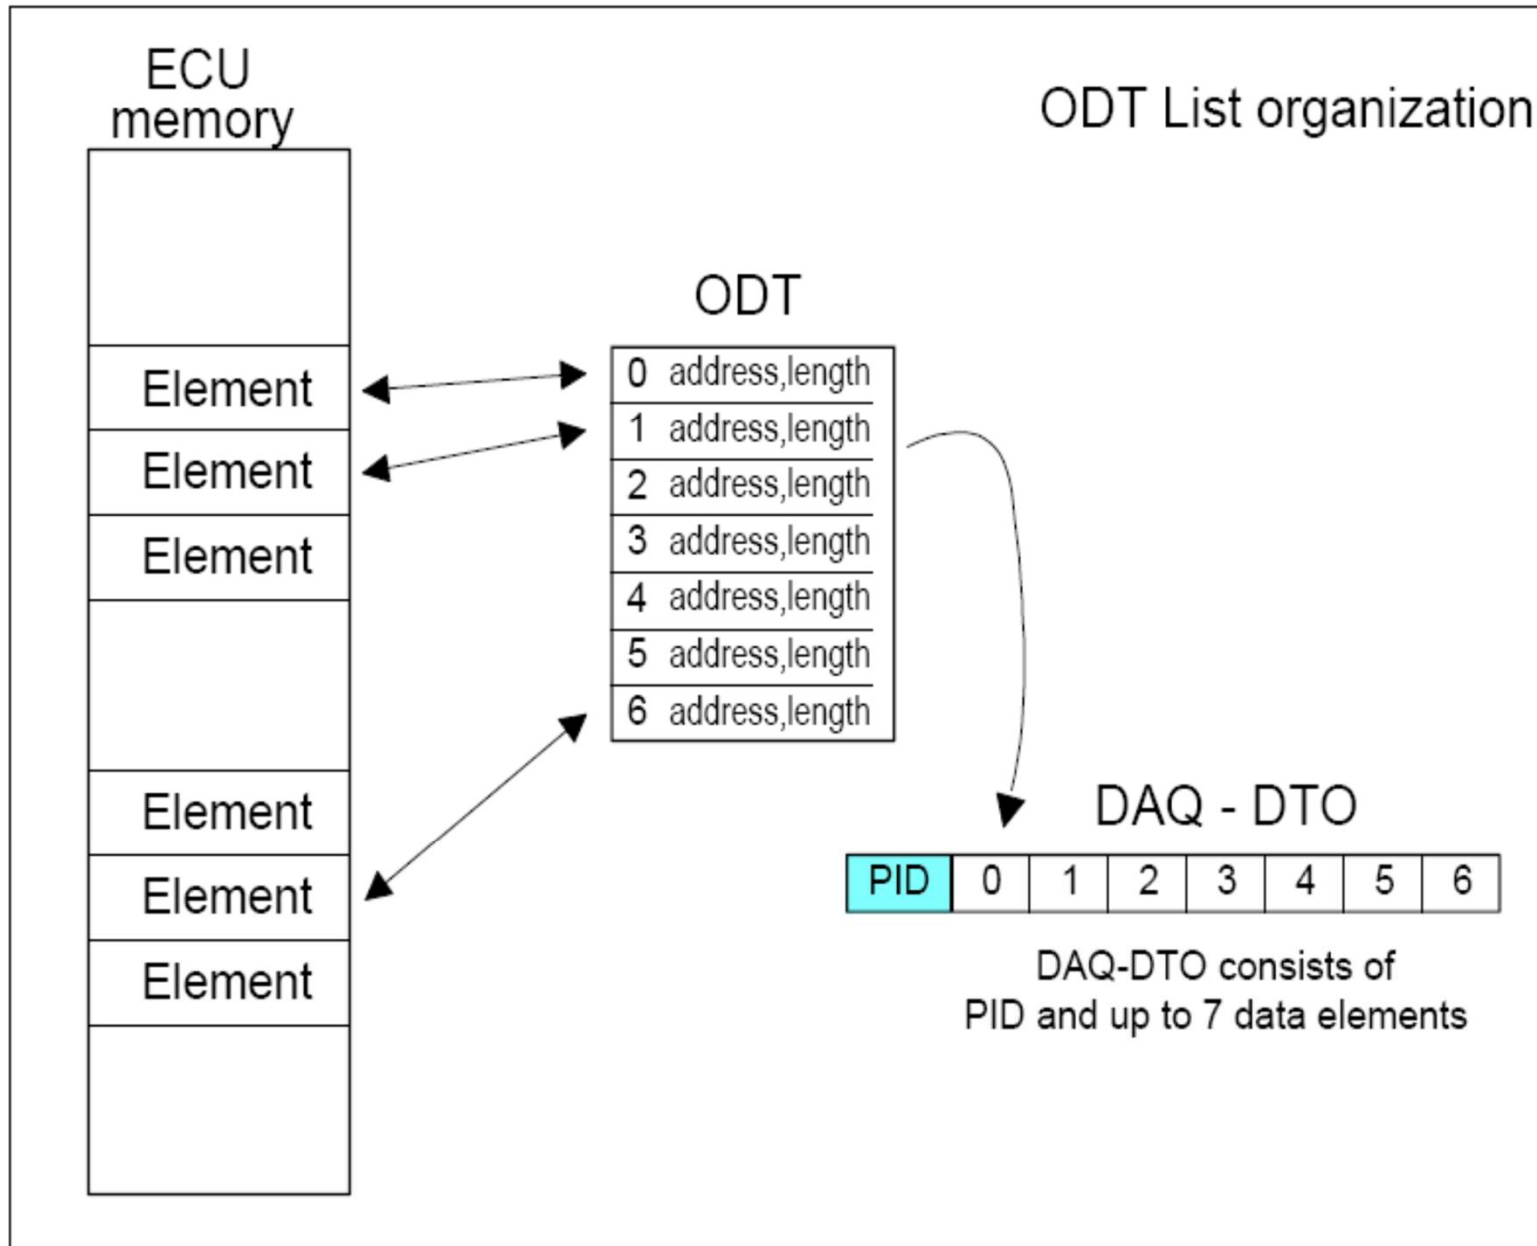 ECU
memory
ODT List organization
ODT
Element
Element
Element
Element
Element
Element
0 address,length
1 address,length
2 address,length
3 address,length
4 address,length
5 address,length
6 address,length
DAQ - DTO
PID 0 1 2 3 4 5 6
DAQ-DTO consists of
PID and up to 7 data elements